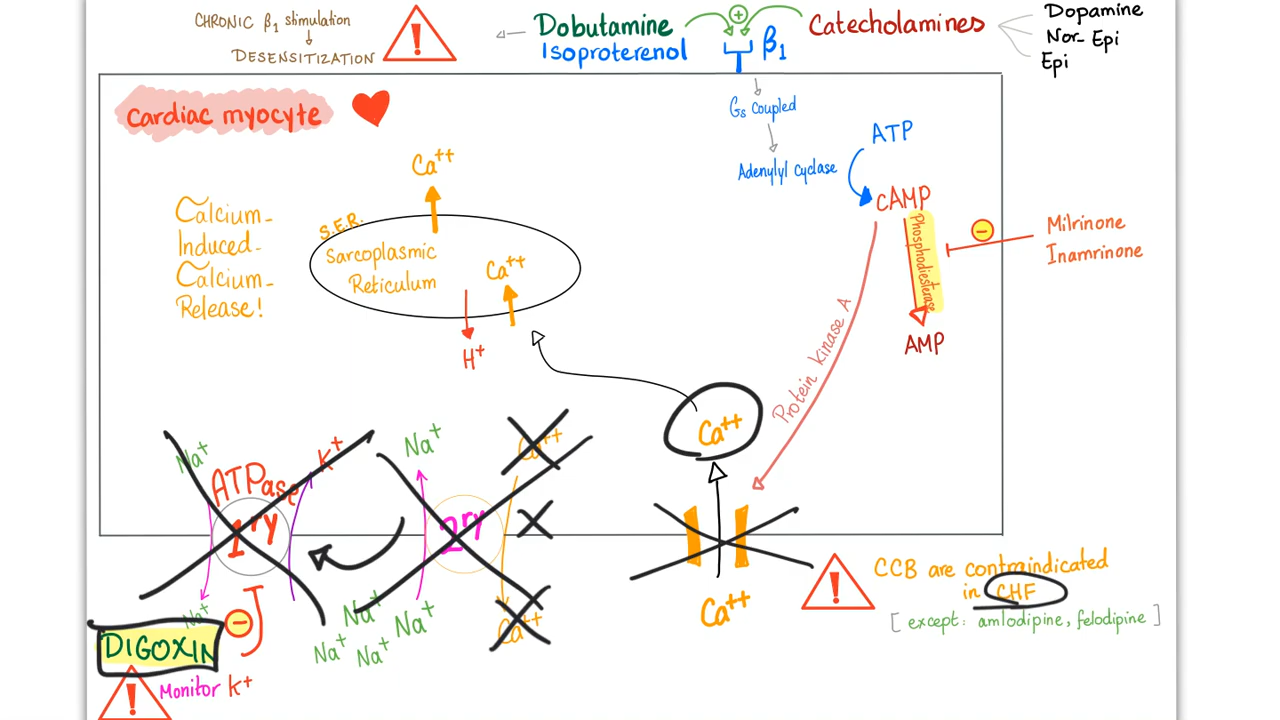 CHRONIC β₁ stimulation
↓
DESENSITIZATION
Dobutamine
Isoproterenol
+
β₁
Catecholamines
Dopamine
Nor-Epi
Epi
Cardiac myocyte
Gs coupled
Adenylyl cyclase
ATP
cAMP
Phosphodiesterase
AMP
Milrinone
Inamrinone
Protein Kinase A
Calcium-
Induced-
Calcium-
Release!
Ca++
S.E.R.
Sarcoplasmic
Reticulum
Ca++
H+
Ca++
Na+
ATPase
K+
1ry
Na+
Na+
2ry
Ca++
Na+
Na+
Na+
Na+
Ca++
Ca++
DIGOXIN
Monitor K+
CCB are contraindicated
in CHF
[except: amlodipine, felodipine]